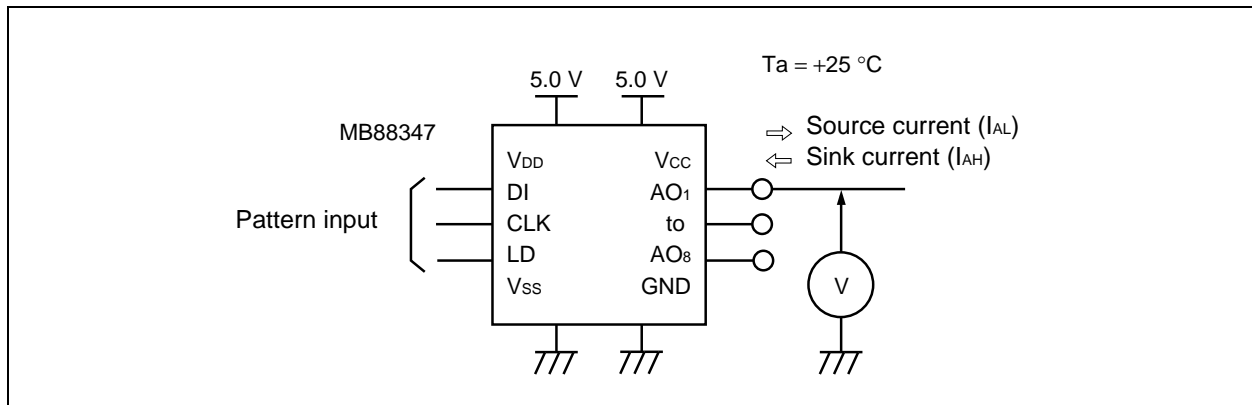 Ta = +25 °C
5.0 V 5.0 V
MB88347
⇨ Source current (IAL)
⇦ Sink current (IAH)
VDD VCC
DI AO1
Pattern input
CLK to
LD AO8
VSS GND
V